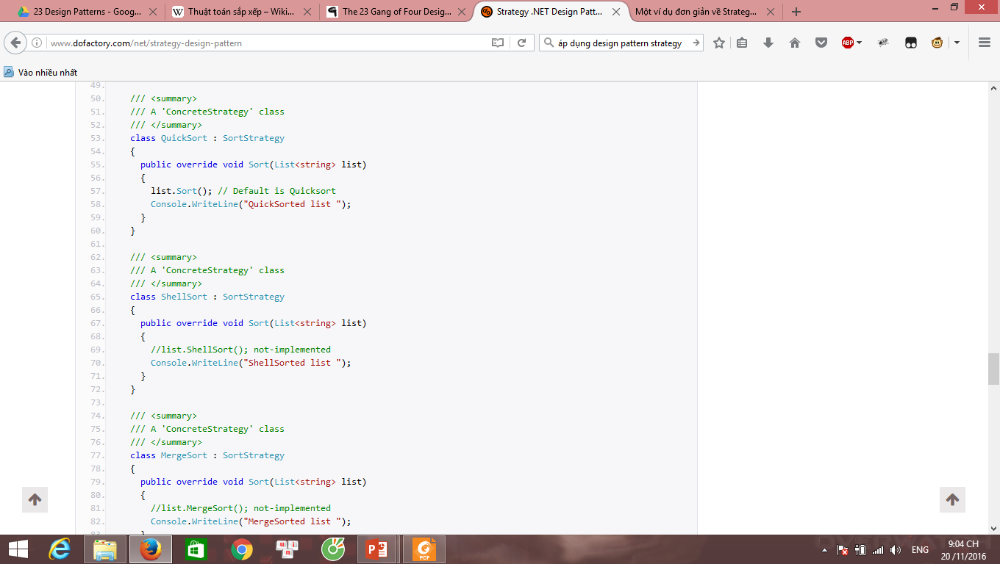 23 Design Patterns - Goog...
Thuật toán sắp xếp – Wiki...
The 23 Gang of Four Desig...
Strategy .NET Design Patt...
Một ví dụ đơn giản về Strateg...
www.dofactory.com/net/strategy-design-pattern
áp dụng design pattern strategy
ABP
Vào nhiều nhất
49.
50. /// <summary>
51. /// A 'ConcreteStrategy' class
52. /// </summary>
53. class QuickSort : SortStrategy
54. {
55. public override void Sort(List<string> list)
56. {
57. list.Sort(); // Default is Quicksort
58. Console.WriteLine("QuickSorted list ");
59. }
60. }
61.
62. /// <summary>
63. /// A 'ConcreteStrategy' class
64. /// </summary>
65. class ShellSort : SortStrategy
66. {
67. public override void Sort(List<string> list)
68. {
69. //list.ShellSort(); not-implemented
70. Console.WriteLine("ShellSorted list ");
71. }
72. }
73.
74. /// <summary>
75. /// A 'ConcreteStrategy' class
76. /// </summary>
77. class MergeSort : SortStrategy
78. {
79. public override void Sort(List<string> list)
80. {
81. //list.MergeSort(); not-implemented
82. Console.WriteLine("MergeSorted list ");
83. }
PDF
ENG
9:04 CH
20 /11/2016